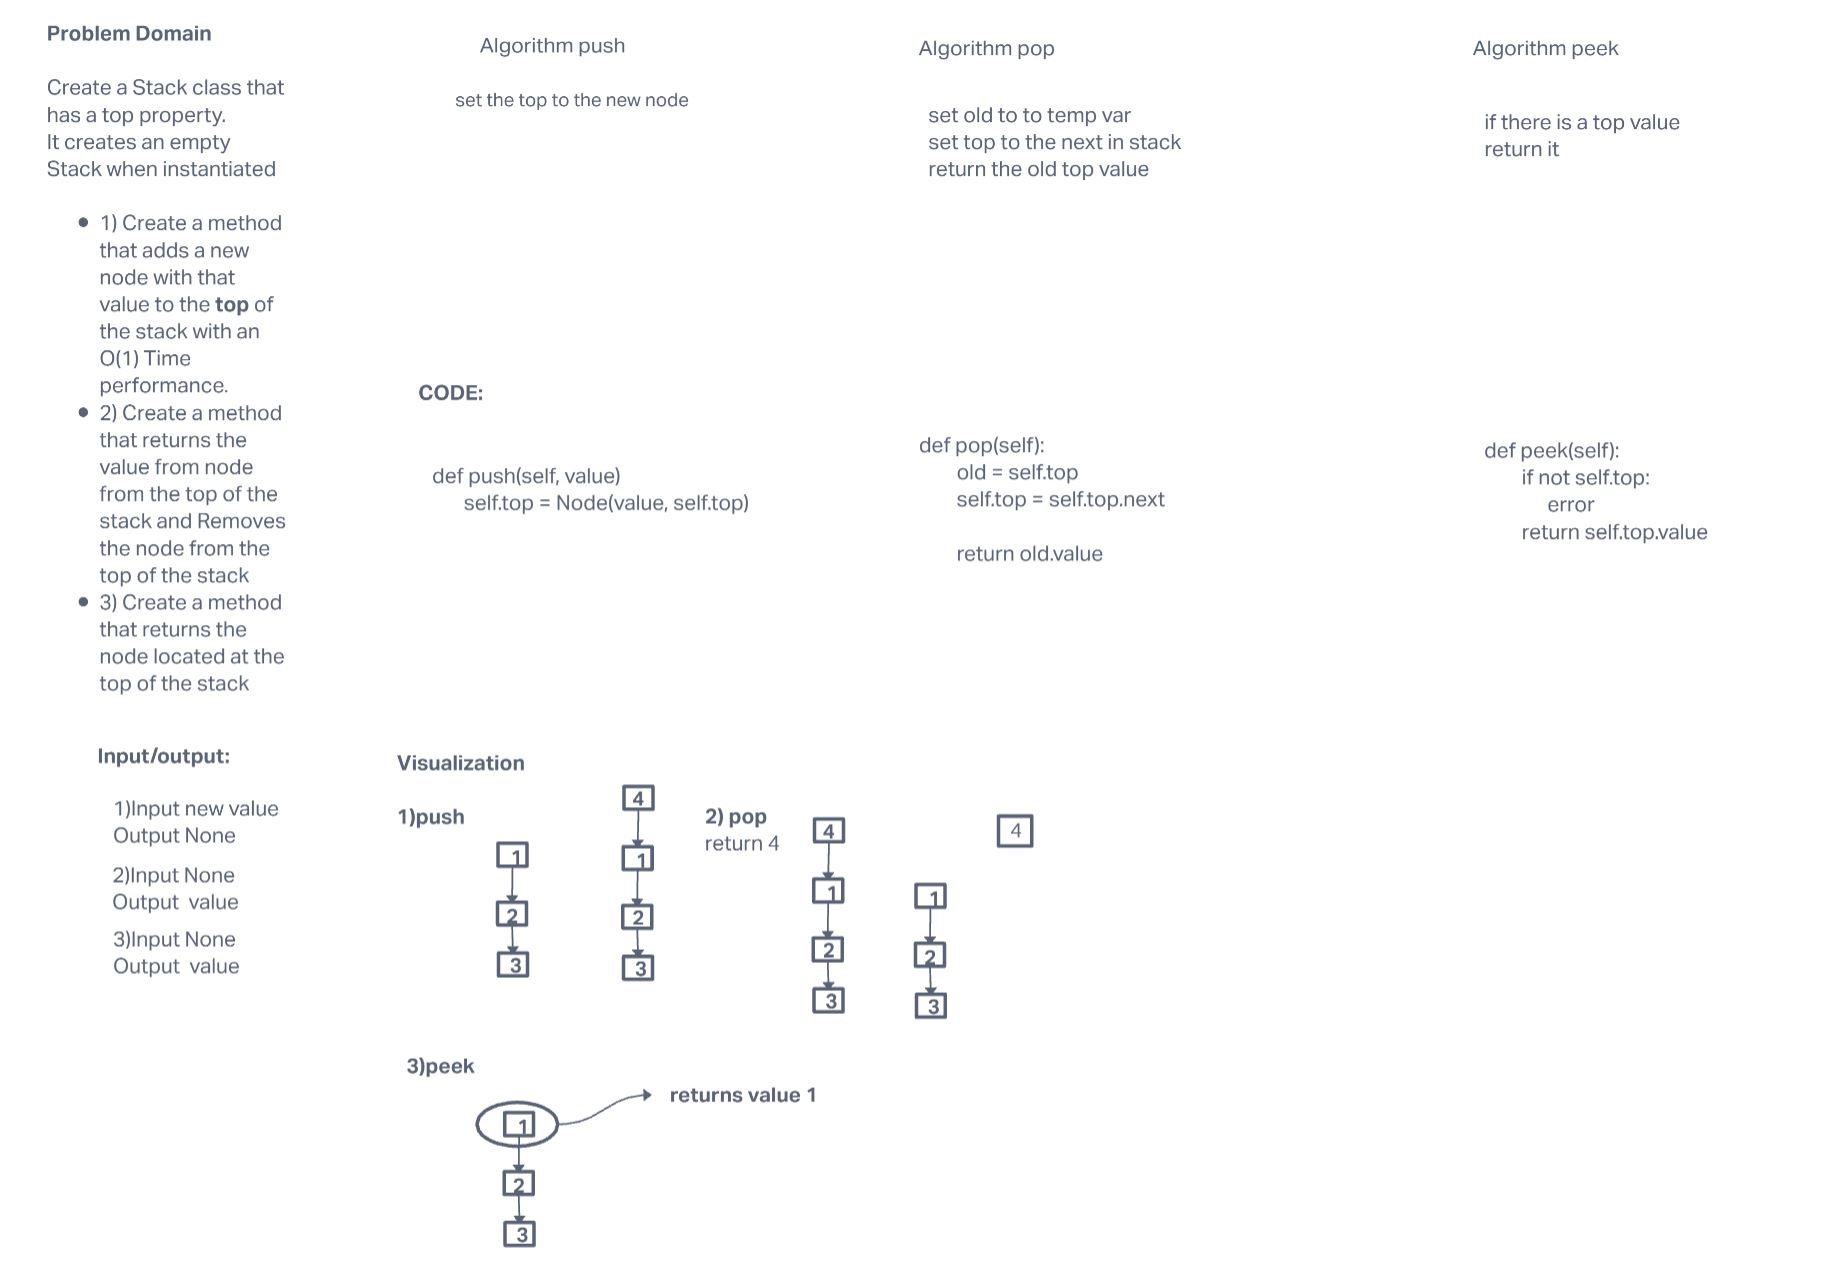 Problem Domain
Create a Stack class that
has a top property.
It creates an empty
Stack when instantiated
● 1) Create a method
that adds a new
node with that
value to the top of
the stack with an
O(1) Time
performance.
● 2) Create a method
that returns the
value from node
from the top of the
stack and Removes
the node from the
top of the stack
● 3) Create a method
that returns the
node located at the
top of the stack
Input/output:
1)Input new value
Output None
2)Input None
Output  value
3)Input None
Output  value
Algorithm push
set the top to the new node
Algorithm pop
set old to to temp var
set top to the next in stack
return the old top value
Algorithm peek
if there is a top value
return it
CODE:
def push(self, value)
self.top = Node(value, self.top)
def pop(self):
old = self.top
self.top = self.top.next
return old.value
def peek(self):
if not self.top:
error
return self.top.value
Visualization
1)push
1
2
3
4
1
2
3
2) pop
return 4
4
1
2
3
1
2
3
4
3)peek
1
2
3
returns value 1